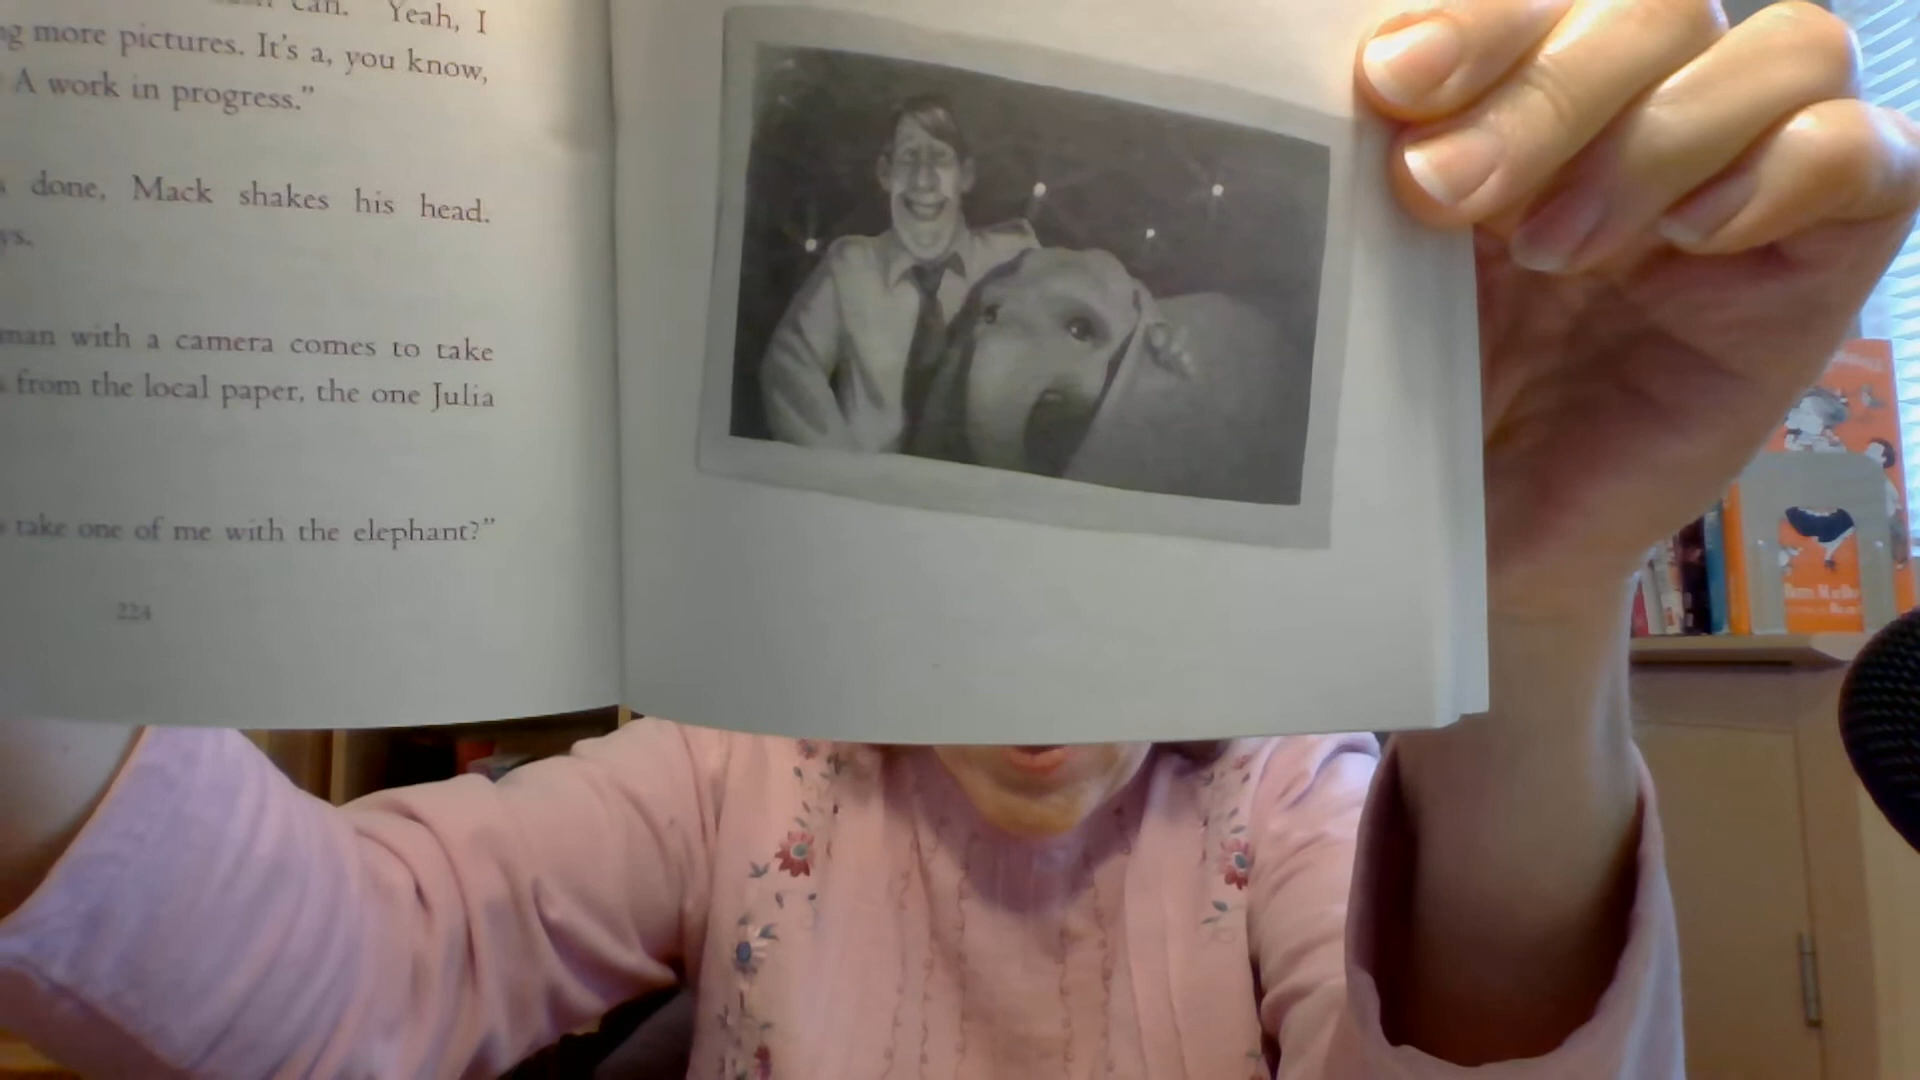 can. Yeah, I
more pictures. It's a, you know,
A work in progress."
done, Mack shakes his head.
man with a camera comes to take
from the local paper, the one Julia
take one of me with the elephant?"
224